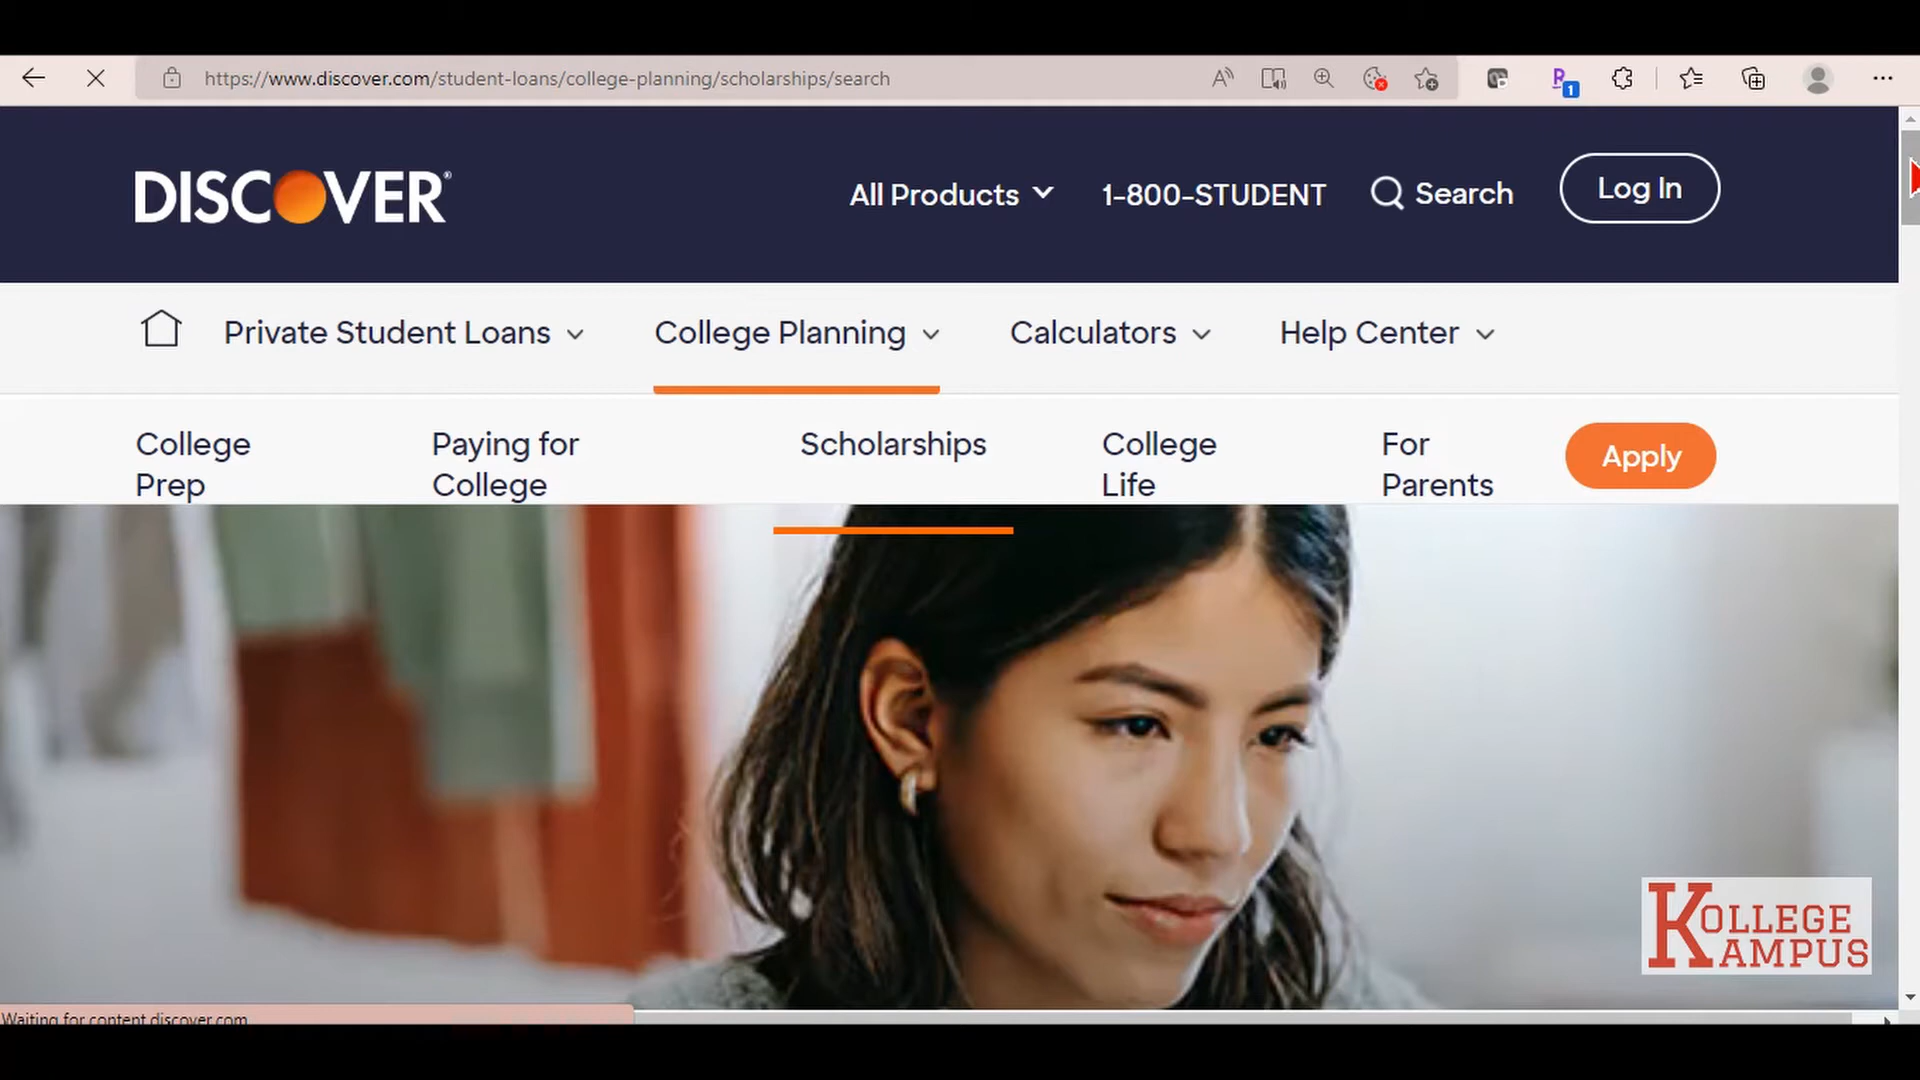 https://www.discover.com/student-loans/college-planning/scholarships/search
1
DISCOVER
All Products
1-800-STUDENT
Search
Log In
Private Student Loans
College Planning
Calculators
Help Center
College
Prep
Paying for
College
Scholarships
College
Life
For
Parents
Apply
KOLLEGE
KAMPUS
Waiting for content.discover.com